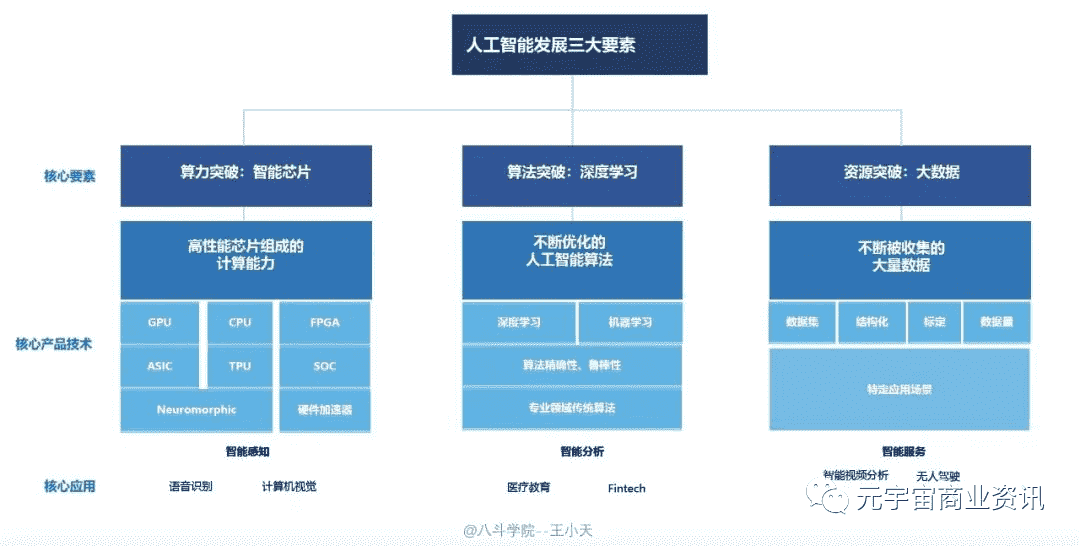 人工智能发展三大要素
核心要素
算力突破：智能芯片
算法突破：深度学习
资源突破：大数据
高性能芯片组成的
计算能力
不断优化的
人工智能算法
不断被收集的
大量数据
核心产品技术
GPU
CPU
FPGA
ASIC
TPU
SOC
Neuromorphic
硬件加速器
深度学习
机器学习
算法精确性、鲁棒性
专业领域传统算法
数据集
结构化
标定
数据量
特定应用场景
核心应用
智能感知
语音识别
计算机视觉
智能分析
医疗教育
Fintech
智能服务
智能视频分析
无人驾驶
元宇宙商业资讯
@八斗学院--王小天